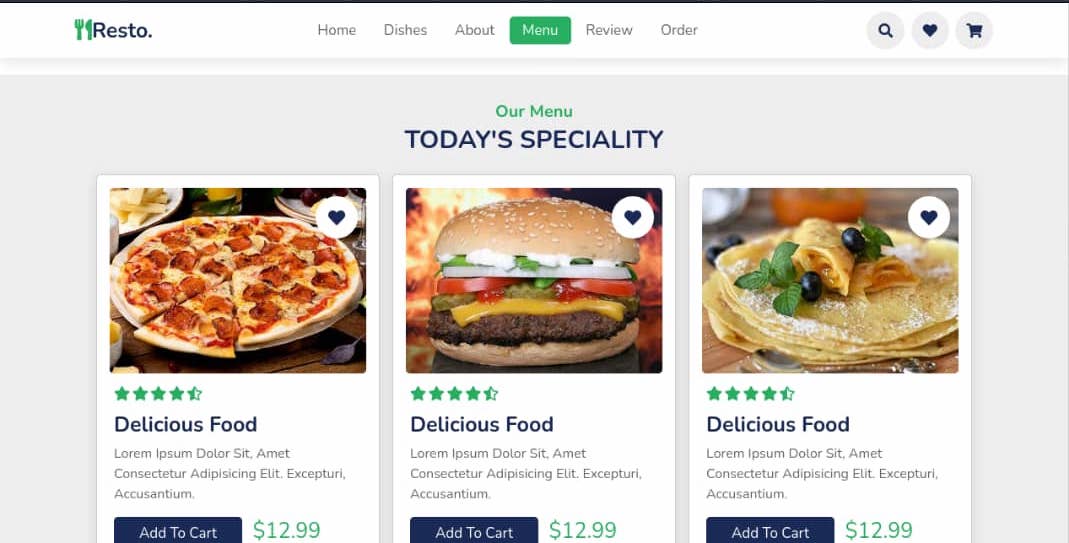 Resto.
Home Dishes About Menu Review Order
Our Menu
TODAY'S SPECIALITY
Delicious Food
Lorem Ipsum Dolor Sit, Amet
Consectetur Adipisicing Elit. Excepturi,
Accusantium.
Add To Cart $12.99
Delicious Food
Lorem Ipsum Dolor Sit, Amet
Consectetur Adipisicing Elit. Excepturi,
Accusantium.
Add To Cart $12.99
Delicious Food
Lorem Ipsum Dolor Sit, Amet
Consectetur Adipisicing Elit. Excepturi,
Accusantium.
Add To Cart $12.99